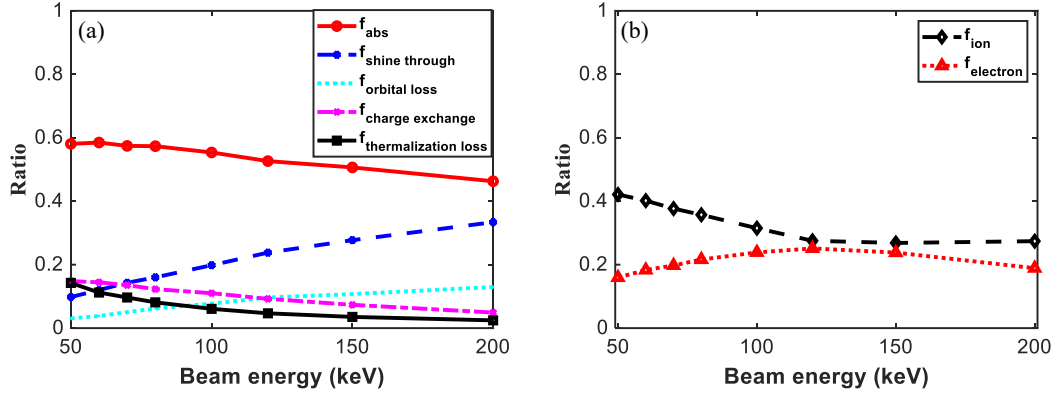 (a)
f_abs
f_shine through
f_orbital loss
f_charge exchange
f_thermalization loss
1
0.8
0.6
0.4
0.2
0
Ratio
50
100
150
200
Beam energy (keV)
(b)
f_ion
f_electron
1
0.8
0.6
0.4
0.2
0
Ratio
50
100
150
200
Beam energy (keV)